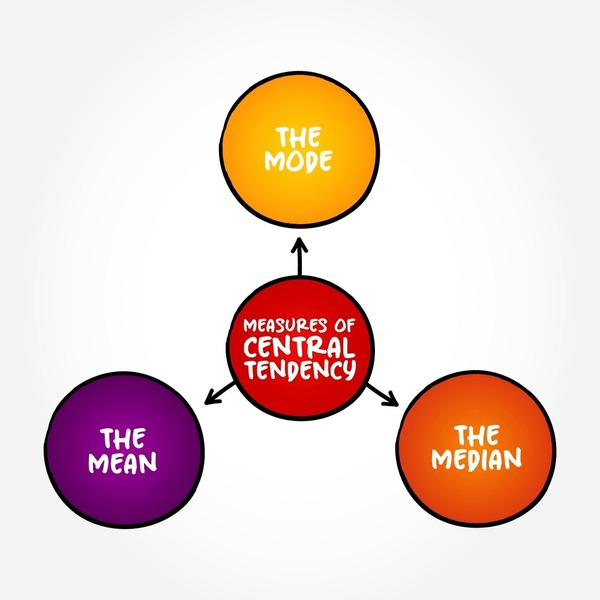 THE
MODE
MEASURES OF
CENTRAL
TENDENCY
THE
MEAN
THE
MEDIAN